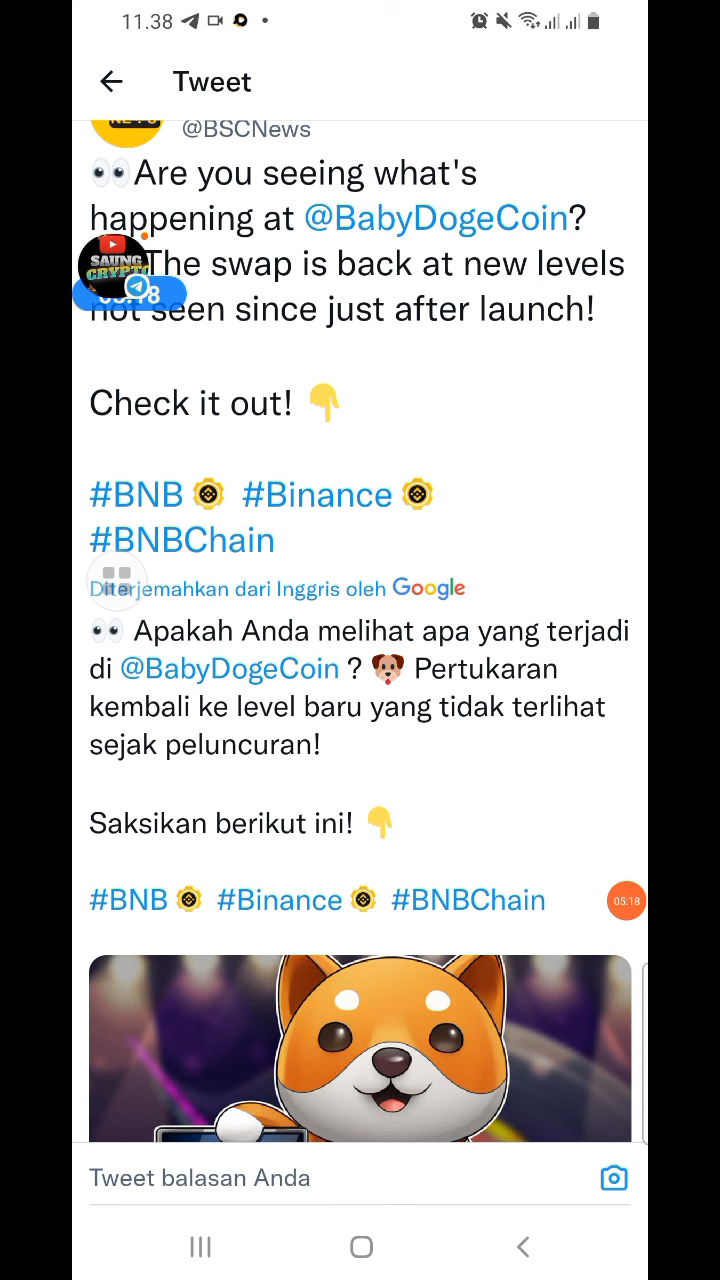 11.38
Tweet
@BSCNews
👀Are you seeing what's
happening at @BabyDogeCoin?
The swap is back at new levels
not seen since just after launch!
SAUNG
CRYPTO
Check it out! 👇
#BNB #Binance
#BNBChain
Diterjemahkan dari Inggris oleh Google
👀 Apakah Anda melihat apa yang terjadi
di @BabyDogeCoin ? 🐶 Pertukaran
kembali ke level baru yang tidak terlihat
sejak peluncuran!
Saksikan berikut ini! 👇
#BNB #Binance #BNBChain
05:18
Tweet balasan Anda